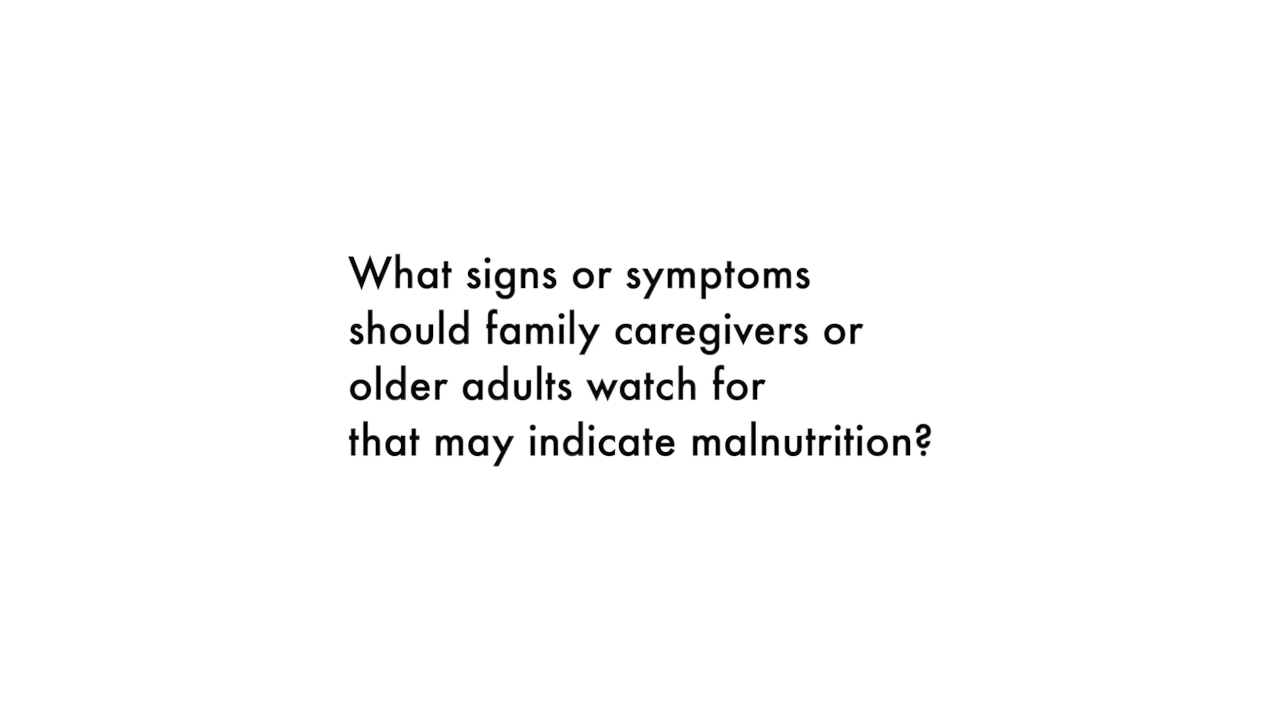 What signs or symptoms
should family caregivers or
older adults watch for
that may indicate malnutrition?